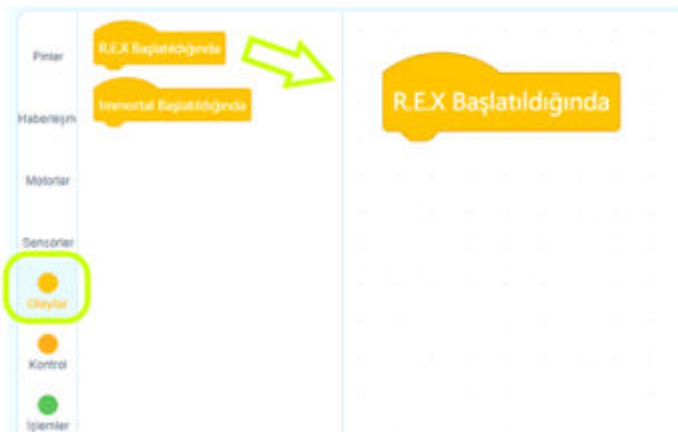 Pinler
Haberleşm
Motorlar
Sensörler
Olaylar
Kontrol
İşlemler
R.E.X Başlatıldığında
Immortal Başlatıldığında
R.E.X Başlatıldığında